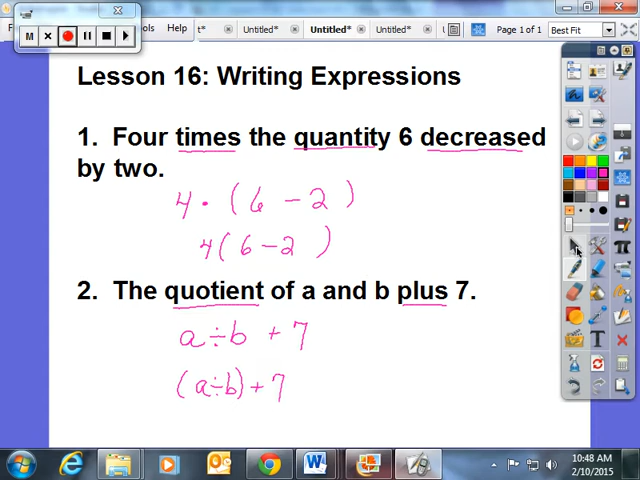 M
Tools
Help
t*
Untitled*
Untitled*
Untitled*
Page 1 of 1
Best Fit
Lesson 16: Writing Expressions
1. Four times the quantity 6 decreased
by two.
4 · ( 6 − 2 )
4( 6 − 2 )
2. The quotient of a and b plus 7.
a ÷ b + 7
(a÷b) + 7
10:48 AM
2/10/2015